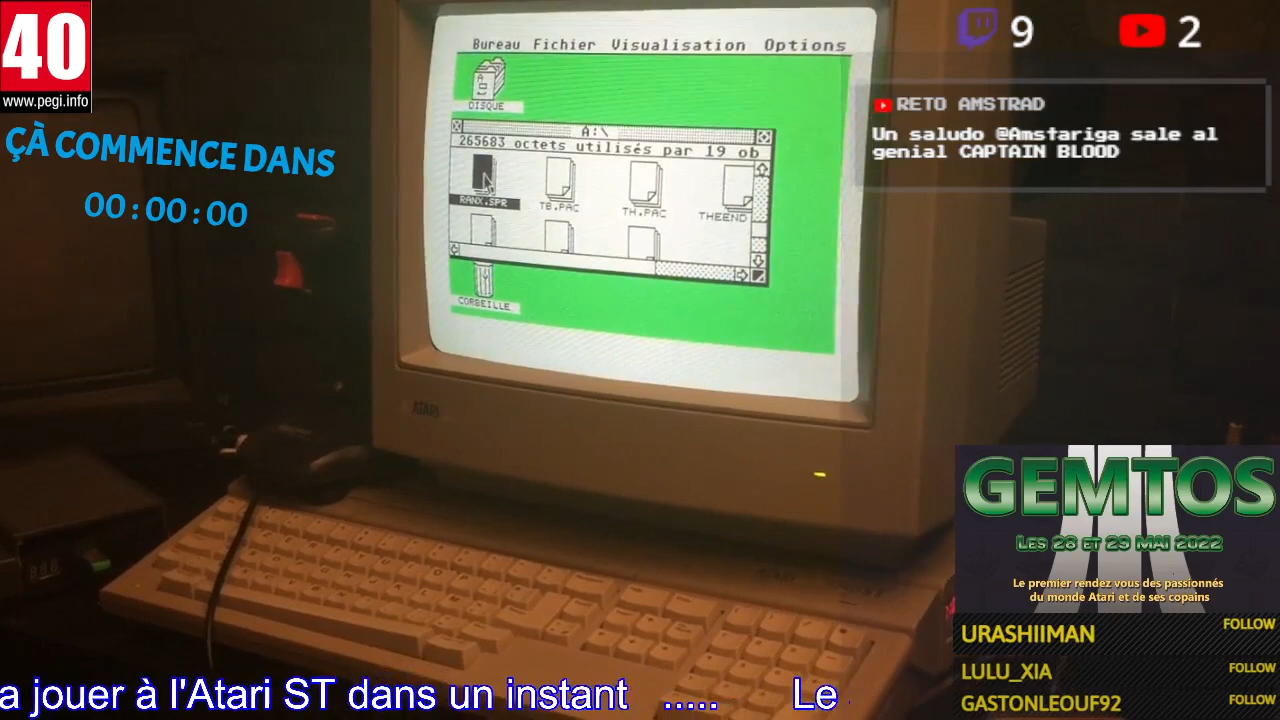 40
www.pegi.info
ÇÀ COMMENCE DANS
00:00:00
9
2
RETO AMSTRAD
Un saludo @Amstariga sale al
genial CAPTAIN BLOOD
Bureau Fichier Visualisation Options
DISQUE
A:\
265683 octets utilisés par 19 ob
RANX.SPR
TB.PAC
TH.PAC
THEEND
CORBEILLE
ATARI
GEMTOS
LES 28 ET 29 MAI 2022
Le premier rendez vous des passionnés
du monde Atari et de ses copains
URASHIIMAN FOLLOW
LULU_XIA FOLLOW
GASTONLEOUF92 FOLLOW
a jouer à l'Atari ST dans un instant ..... Le